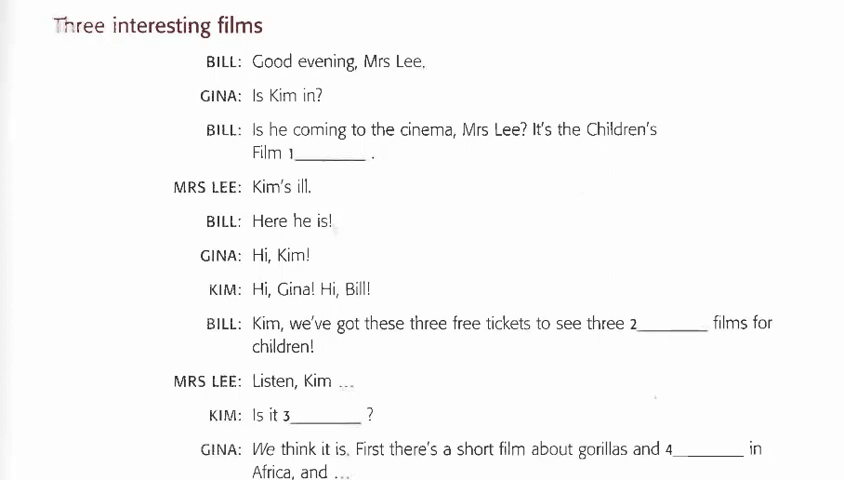 Three interesting films
BILL: Good evening, Mrs Lee.
GINA: Is Kim in?
BILL: Is he coming to the cinema, Mrs Lee? It's the Children's
Film 1________ .
MRS LEE: Kim's ill.
BILL: Here he is!
GINA: Hi, Kim!
KIM: Hi, Gina! Hi, Bill!
BILL: Kim, we've got these three free tickets to see three 2________ films for
children!
MRS LEE: Listen, Kim ...
KIM: Is it 3________ ?
GINA: We think it is. First there's a short film about gorillas and 4________ in
Africa, and ...